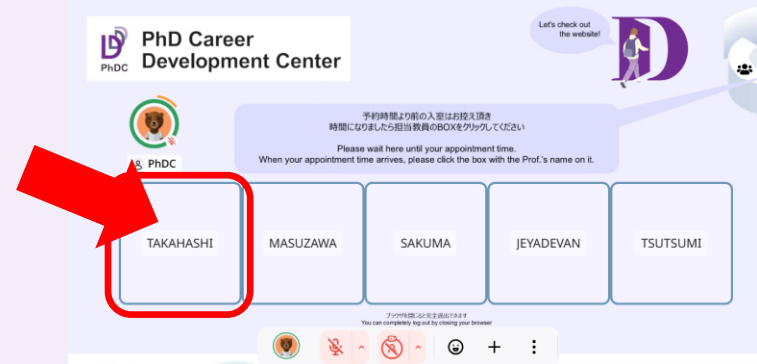 PhD Career
Development Center
PhDC
Let's check out
the website!
D
予約時間より前の入室はお控え頂き
時間になりましたら担当教員のBOXをクリックしてください
Please wait here until your appointment time.
When your appointment time arrives, please click the box with the Prof.'s name on it.
PhDC
TAKAHASHI
MASUZAWA
SAKUMA
JEYADEVAN
TSUTSUMI
ブラウザを閉じると完全退出できます
You can completely log out by closing your browser